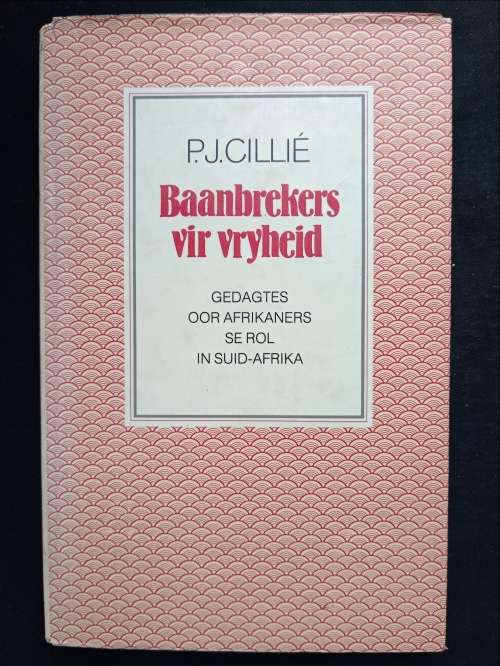 P.J. CILLIÉ
Baanbrekers
vir vryheid
GEDAGTES
OOR AFRIKANERS
SE ROL
IN SUID-AFRIKA